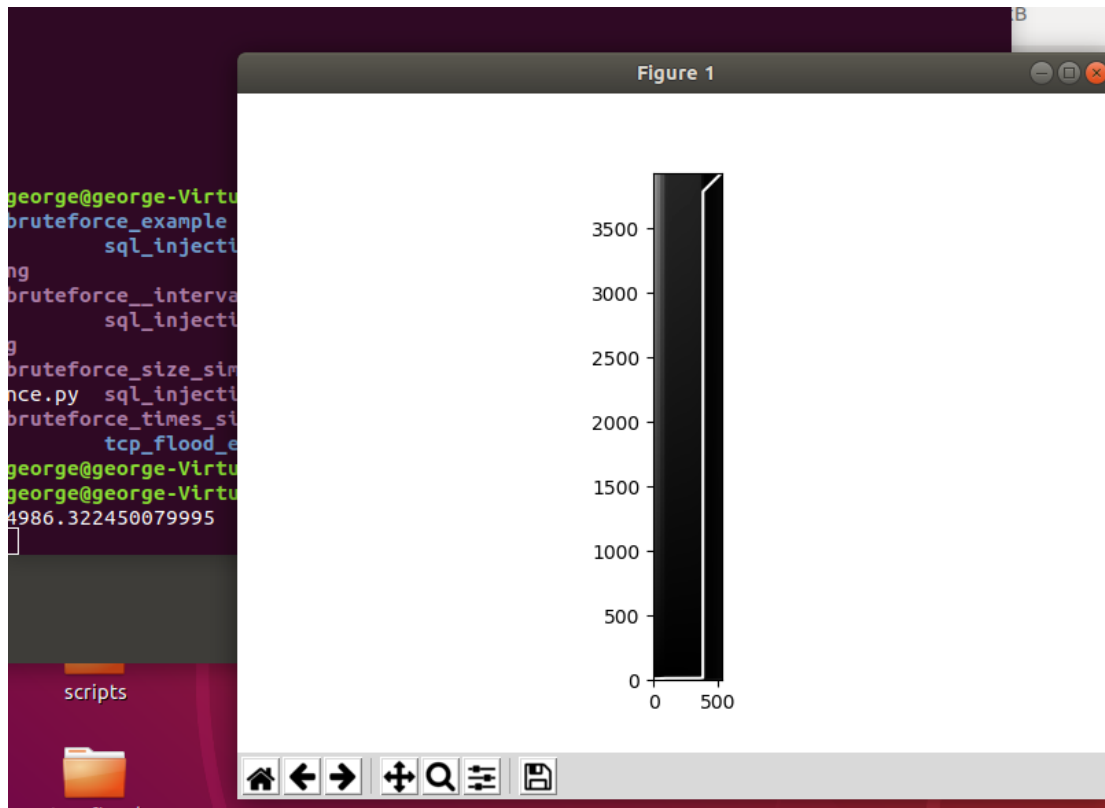 kB
Figure 1
george@george-Virtu
bruteforce_example
sql_injecti
ng
bruteforce__interva
sql_injecti
g
bruteforce_size_sim
nce.py sql_injecti
bruteforce_times_si
tcp_flood_e
george@george-Virtu
george@george-Virtu
4986.322450079995
3500
3000
2500
2000
1500
1000
500
0
0 500
scripts